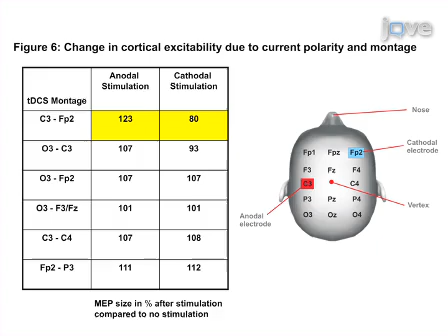 jove
Figure 6: Change in cortical excitability due to current polarity and montage
tDCS Montage
Anodal Stimulation
Cathodal Stimulation
C3 - Fp2 123 80
O3 - C3 107 93
O3 - Fp2 107 107
O3 - F3/Fz 101 101
C3 - C4 107 108
Fp2 - P3 111 112
MEP size in % after stimulation
compared to no stimulation
Nose
Fp1 Fpz Fp2
Cathodal
electrode
F3 Fz F4
C3 C4
Vertex
P3 Pz P4
Anodal
electrode
O3 Oz O4